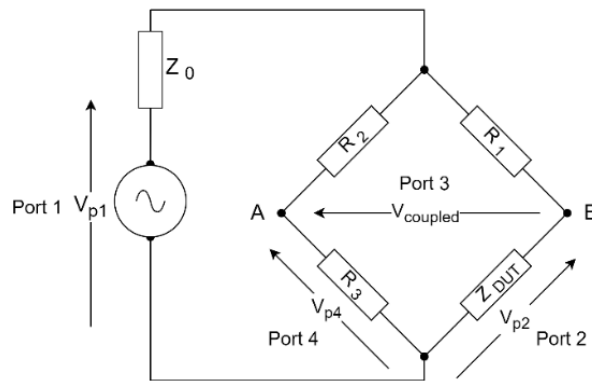 Z 0
R 2
R 1
Port 3
Port 1
V p1
A
B
V coupled
R 3
Z DUT
V p4
V p2
Port 4
Port 2